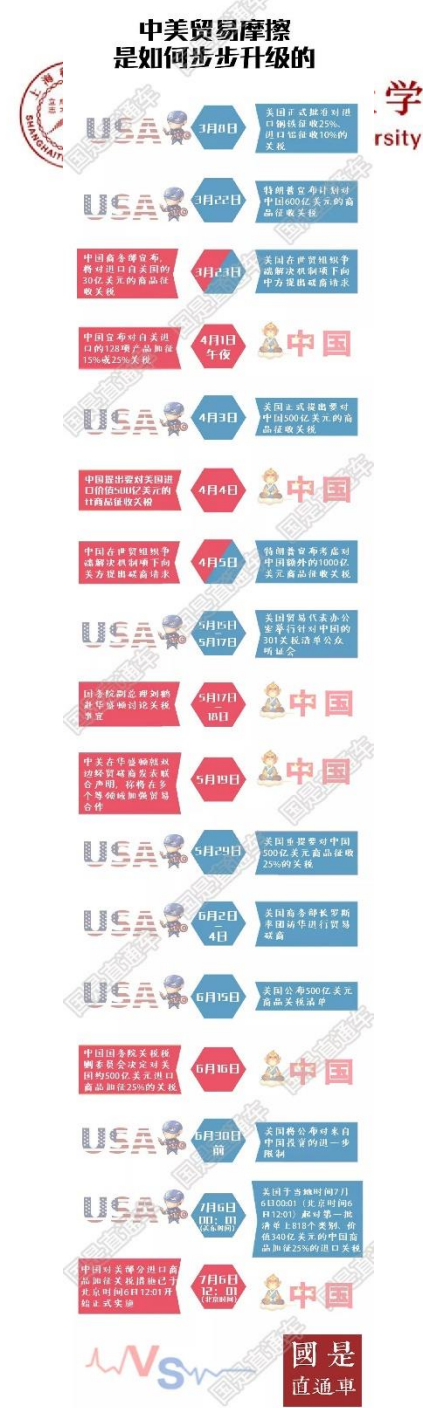 中美贸易摩擦
是如何步步升级的
学
rsity
USA
3月8日
美国正式批准对进
口钢铁征收25%、
进口铝征收10%的
关税
USA
3月22日
特朗普宣布计划对
中国600亿美元的商
品征收关税
中国商务部宣布,
将对进口自美国的
30亿美元的商品征
收关税
3月23日
美国在世贸组织争
端解决机制项下向
中方提出磋商请求
中国宣布对自美进
口的128项产品加征
15%或25%关税
4月1日
午夜
中国
USA
4月3日
美国正式提出要对
中国500亿美元的商
品征收关税
中国提出要对美国进
口价值500亿美元的
商品征收关税
4月4日
中国
中国在世贸组织争
端解决机制项下向
美方提出磋商请求
4月5日
特朗普宣布考虑对
中国额外的1000亿
美元商品征收关税
USA
5月15日
—
5月17日
美国贸易代表办公
室举行针对中国的
301关税清单公众
听证会
国务院副总理刘鹤
赴华盛顿讨论关税
事宜
5月17日
—
18日
中国
中美在华盛顿就双
边经贸磋商发表联
合声明,称将在多
个等领域加强贸易
合作
5月19日
中国
USA
5月29日
美国重提要对中国
500亿美元商品征收
25%的关税
USA
6月2日
—
4日
美国商务部长罗斯
率团访华进行贸易
磋商
USA
6月15日
美国公布500亿美元
商品关税清单
中国国务院关税税
则委员会决定对美
国约500亿美元进口
商品加征25%的关税
6月16日
中国
USA
6月30日
前
美国将公布对来自
中国投资的进一步
限制
USA
7月6日
00:01
(美东时间)
美国于当地时间7月
6日00:01(北京时间6
日12:01)起对第一批
清单上818个类别、价
值340亿美元的中国商
品加征25%的进口关税
中国对美部分进口商
品加征关税措施已于
北京时间6日12:01开
始正式实施
7月6日
12:01
(北京时间)
中国
VS
國是
直通車